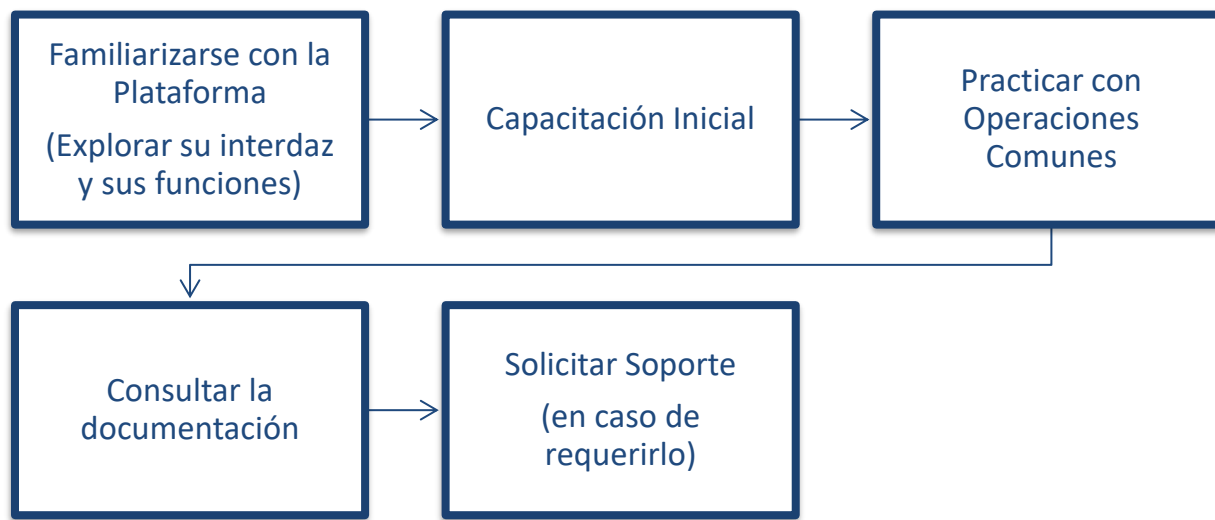 Familiarizarse con la
Plataforma
(Explorar su interdaz
y sus funciones)
Capacitación Inicial
Practicar con
Operaciones
Comunes
Consultar la
documentación
Solicitar Soporte
(en caso de
requerirlo)